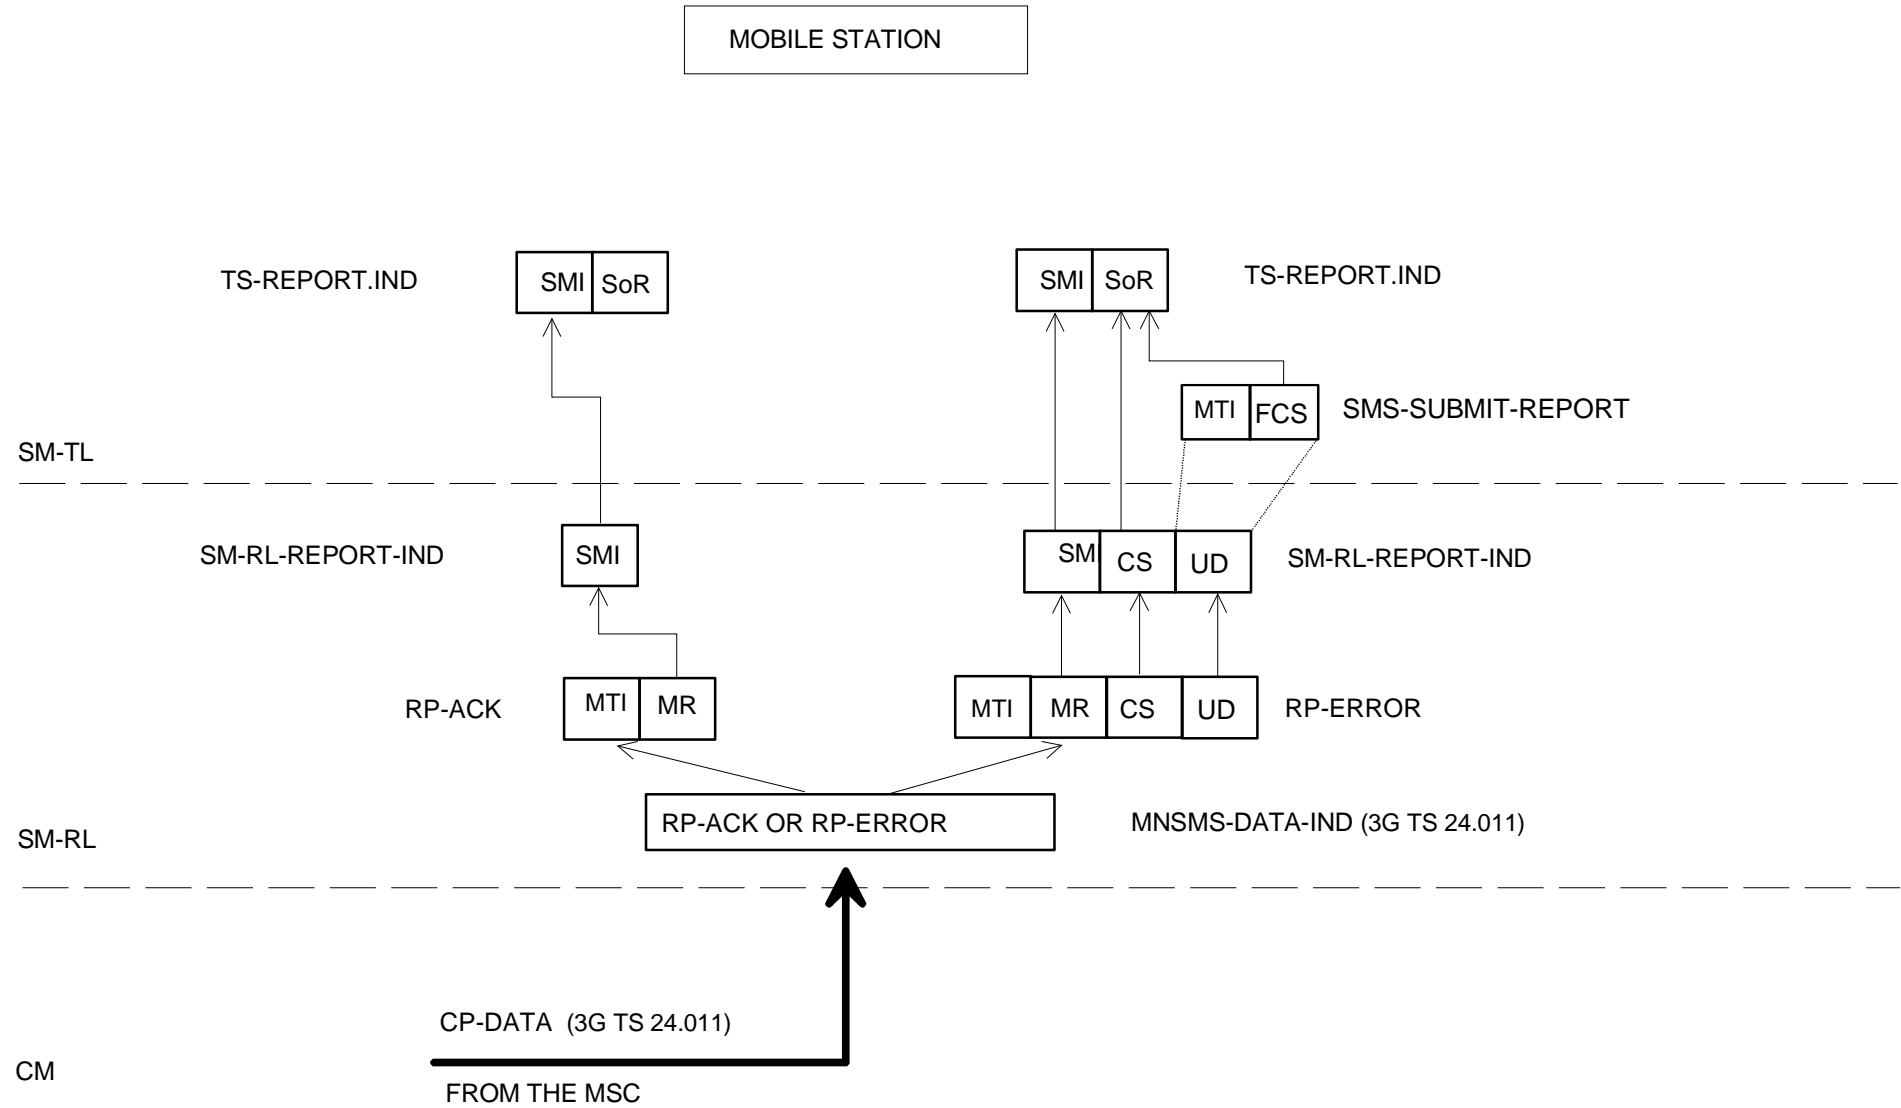 MOBILE STATION
TS-REPORT.IND
SMI SoR
SMI SoR
TS-REPORT.IND
MTI FCS
SMS-SUBMIT-REPORT
SM-TL
SM-RL-REPORT-IND
SMI
SMI CS UD
SM-RL-REPORT-IND
RP-ACK
MTI MR
MTI MR CS UD
RP-ERROR
RP-ACK OR RP-ERROR
MNSMS-DATA-IND (3G TS 24.011)
SM-RL
CP-DATA (3G TS 24.011)
CM
FROM THE MSC